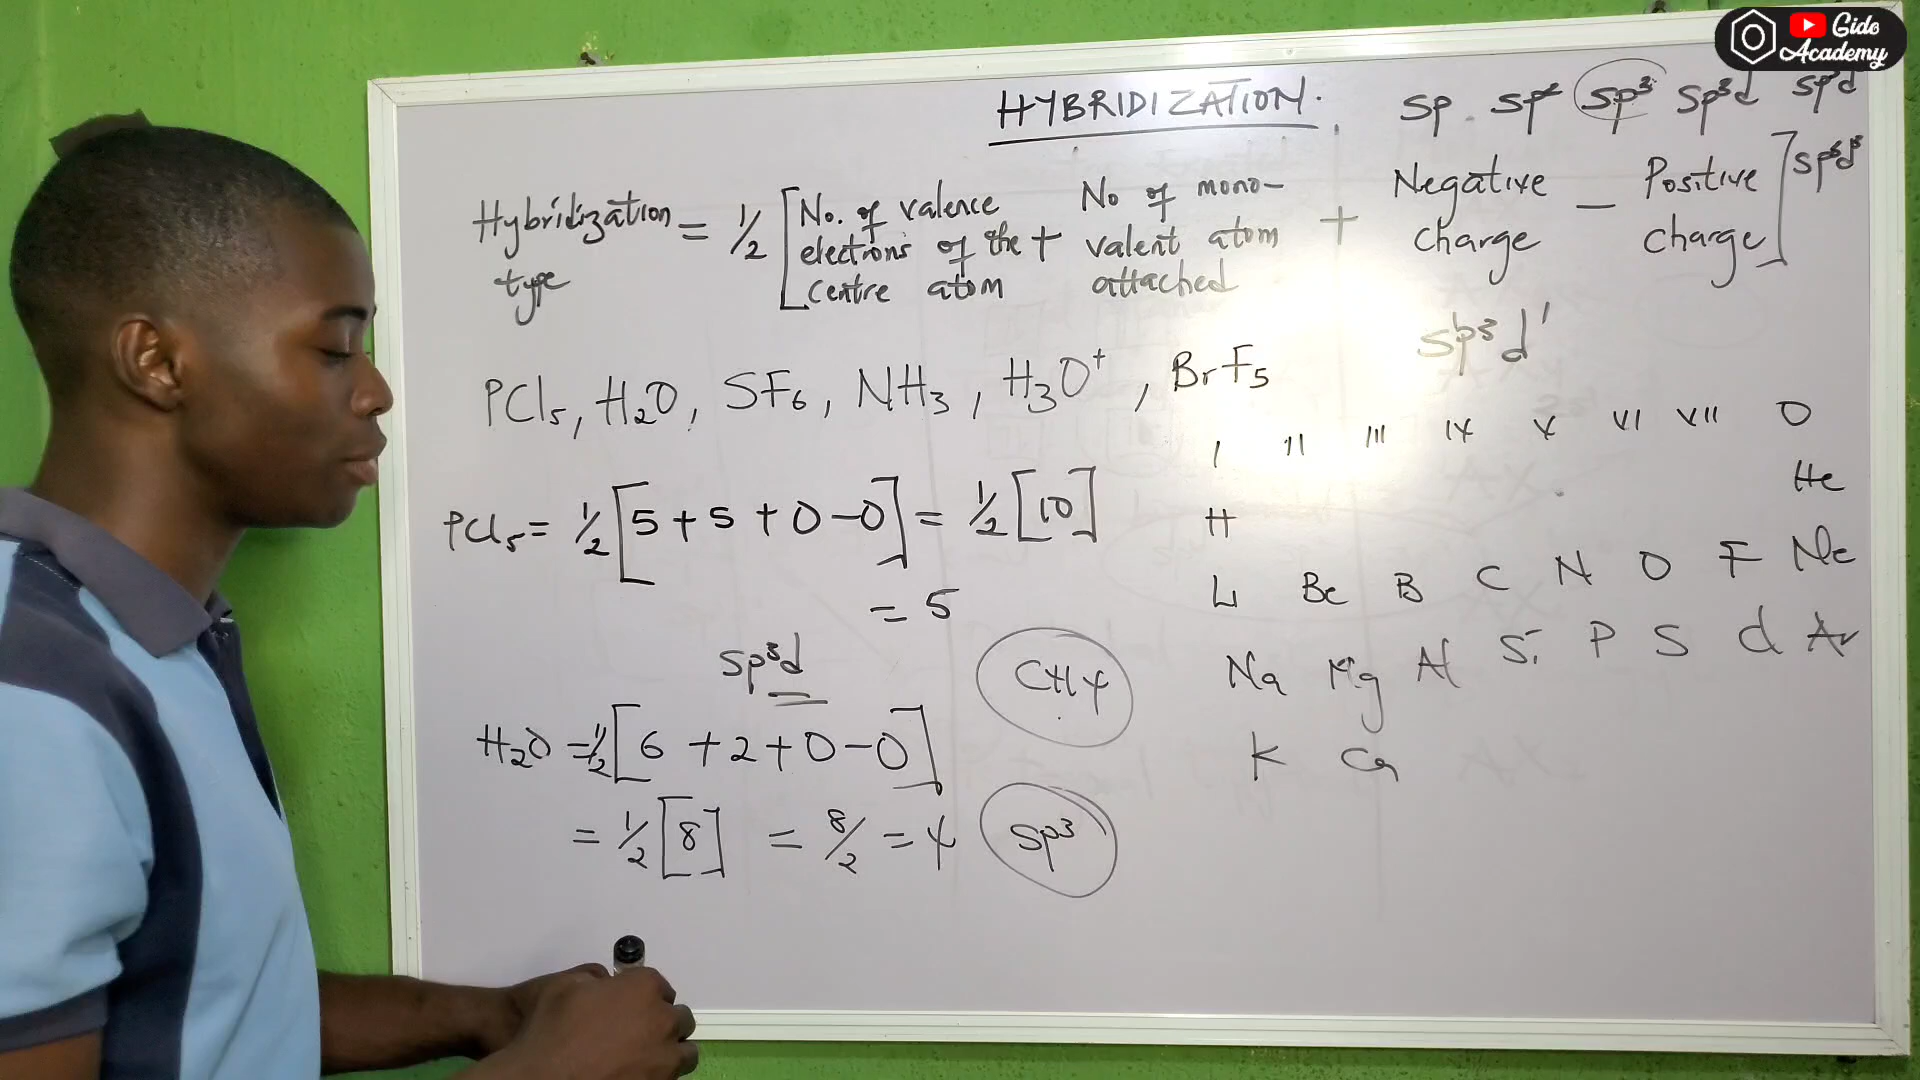 Gido
Academy
HYBRIDIZATION.
sp sp² sp³ sp³d sp³d²
sp³d³
Hybridization type = ½ [No. of valence electrons of the centre atom + No of mono-valent atom attached + Negative charge – Positive charge]
sp³d¹
PCl₅, H₂O, SF₆, NH₃, H₃O⁺, BrF₅
I II III IV V VI VII O
He
H
Li Be B C N O F Ne
Na Mg Al Si P S Cl Ar
K Ca
PCl₅ = ½ [5 + 5 + 0 – 0] = ½ [10]
= 5
sp³d
CH₄
H₂O = ½ [6 + 2 + 0 – 0]
= ½ [8] = 8/2 = 4 sp³